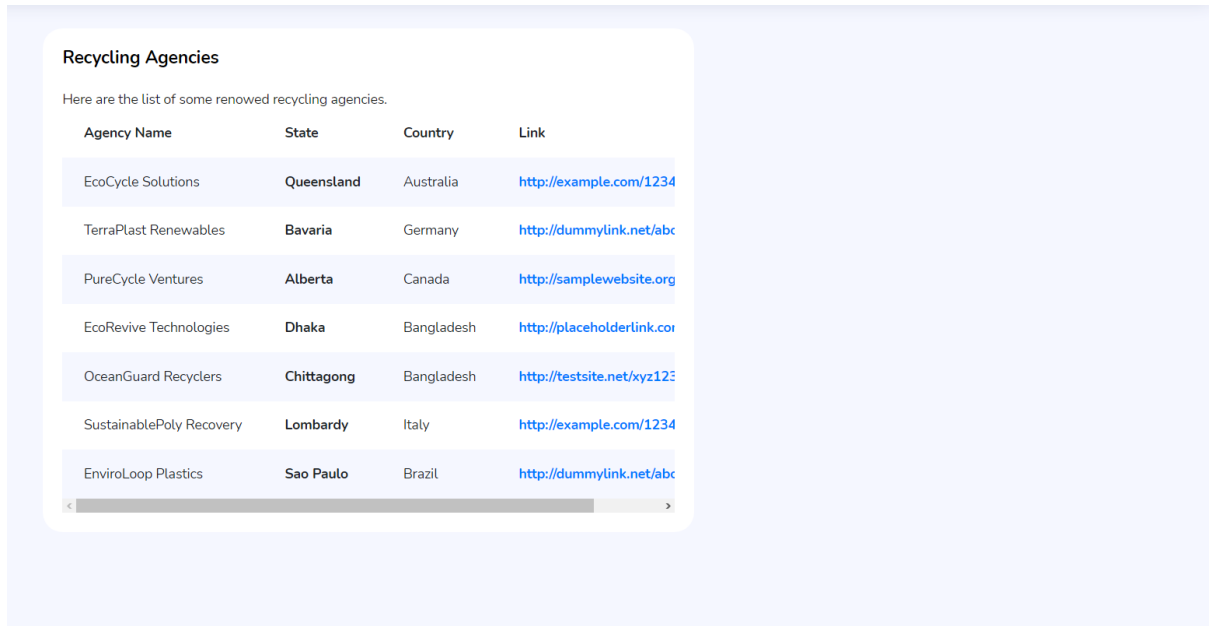 Recycling Agencies
Here are the list of some renowed recycling agencies.
Agency Name State Country Link
EcoCycle Solutions Queensland Australia http://example.com/1234
TerraPlast Renewables Bavaria Germany http://dummylink.net/abc
PureCycle Ventures Alberta Canada http://samplewebsite.org
EcoRevive Technologies Dhaka Bangladesh http://placeholderlink.con
OceanGuard Recyclers Chittagong Bangladesh http://testsite.net/xyz123
SustainablePoly Recovery Lombardy Italy http://example.com/1234
EnviroLoop Plastics Sao Paulo Brazil http://dummylink.net/abc